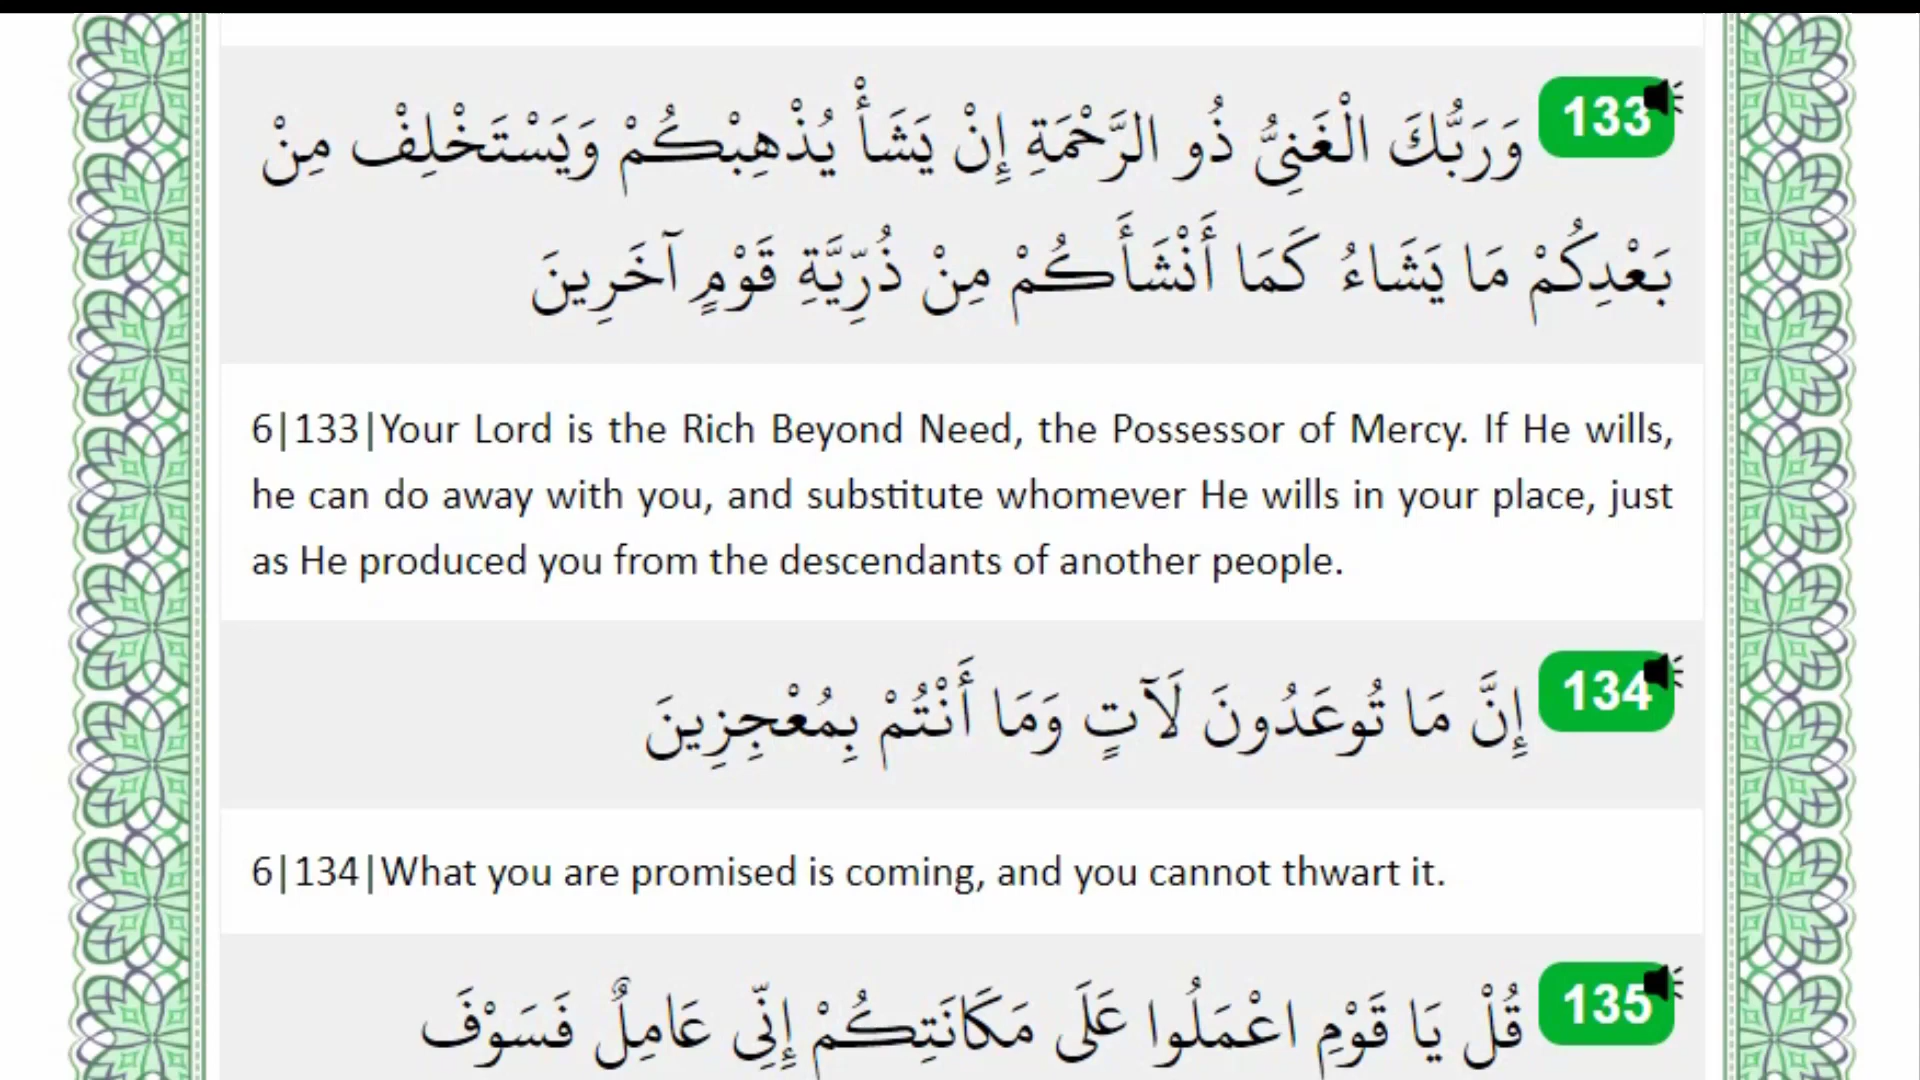 133 وَرَبُّكَ الْغَنِىُّ ذُو الرَّحْمَةِ إِنْ يَشَأْ يُذْهِبْكُمْ وَيَسْتَخْلِفْ مِنْ
بَعْدِكُمْ مَا يَشَاءُ كَمَا أَنْشَأَكُمْ مِنْ ذُرِّيَّةِ قَوْمٍ آخَرِينَ
6|133|Your Lord is the Rich Beyond Need, the Possessor of Mercy. If He wills,
he can do away with you, and substitute whomever He wills in your place, just
as He produced you from the descendants of another people.
134 إِنَّ مَا تُوعَدُونَ لَآتٍ وَمَا أَنْتُمْ بِمُعْجِزِينَ
6|134|What you are promised is coming, and you cannot thwart it.
135 قُلْ يَا قَوْمِ اعْمَلُوا عَلَى مَكَانَتِكُمْ إِنِّى عَامِلٌ فَسَوْفَ